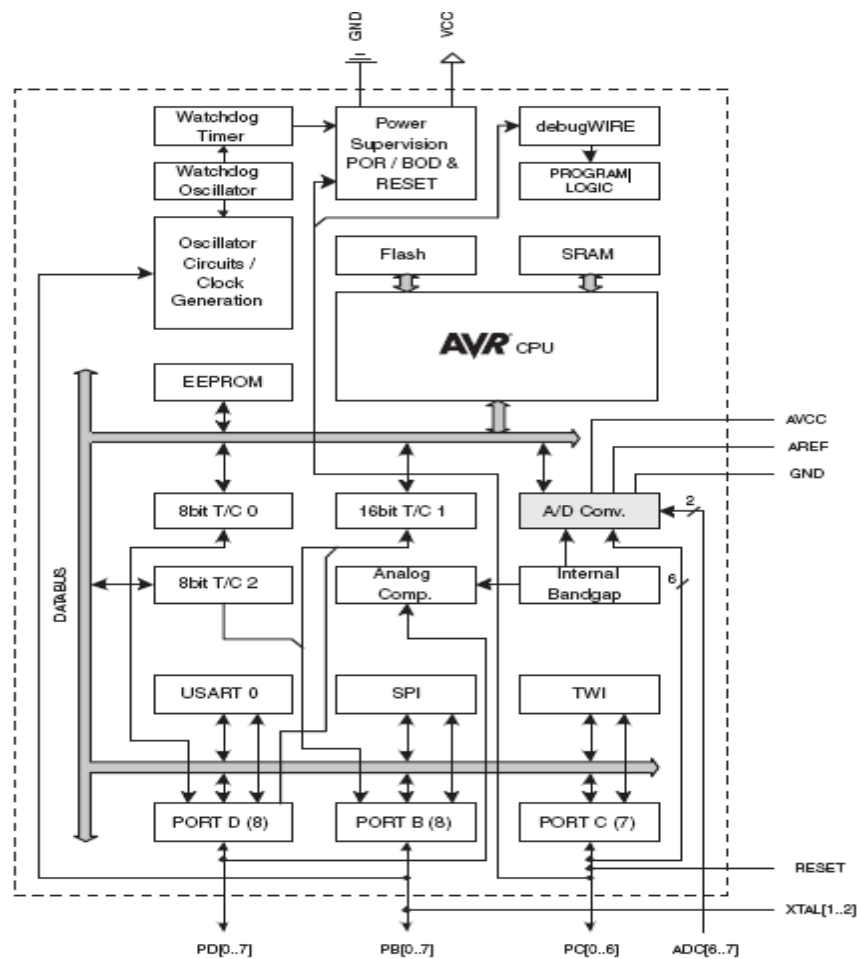 GND
VCC
Watchdog
Timer
Power
Supervision
POR / BOD &
RESET
debugWIRE
Watchdog
Oscillator
PROGRAM
LOGIC
Oscillator
Circuits /
Clock
Generation
Flash
SRAM
AVR CPU
EEPROM
AVCC
AREF
GND
8bit T/C 0
16bit T/C 1
A/D Conv.
2
8bit T/C 2
Analog
Comp.
Internal
Bandgap
6
DATABUS
USART 0
SPI
TWI
PORT D (8)
PORT B (8)
PORT C (7)
RESET
XTAL[1..2]
PD[0..7]
PB[0..7]
PC[0..6]
ADC[6..7]